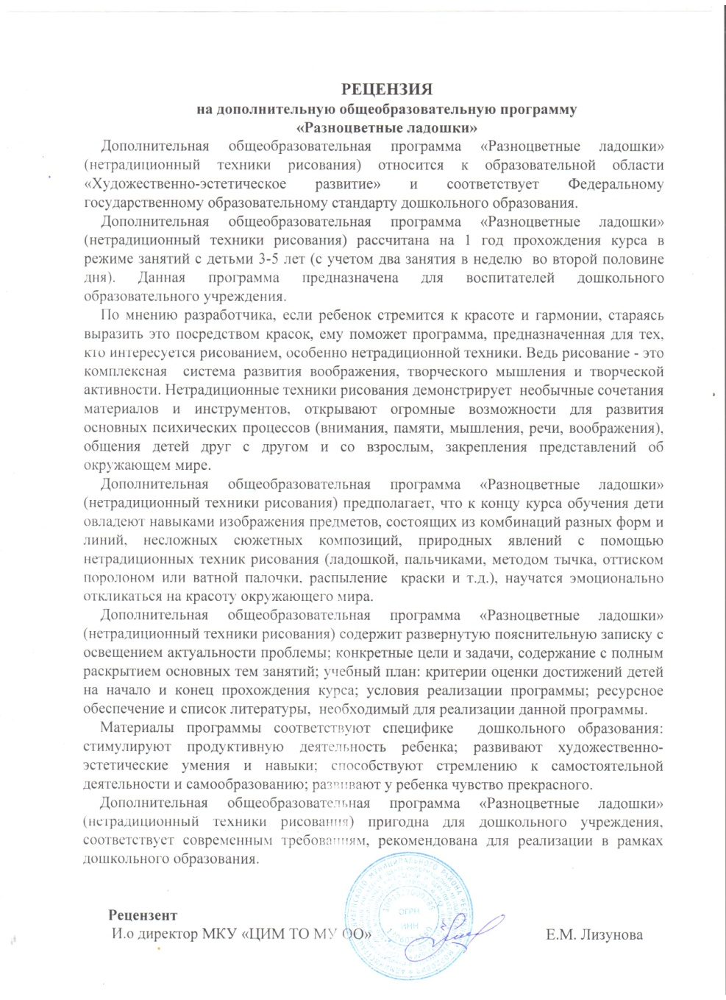 РЕЦЕНЗИЯ
на дополнительную общеобразовательную программу
«Разноцветные ладошки»
Дополнительная общеобразовательная программа «Разноцветные ладошки»
(нетрадиционный техники рисования) относится к образовательной области
«Художественно-эстетическое развитие» и соответствует Федеральному
государственному образовательному стандарту дошкольного образования.
Дополнительная общеобразовательная программа «Разноцветные ладошки»
(нетрадиционный техники рисования) рассчитана на 1 год прохождения курса в
режиме занятий с детьми 3-5 лет (с учетом два занятия в неделю во второй половине
дня). Данная программа предназначена для воспитателей дошкольного
образовательного учреждения.
По мнению разработчика, если ребенок стремится к красоте и гармонии, стараясь
выразить это посредством красок, ему поможет программа, предназначенная для тех,
кто интересуется рисованием, особенно нетрадиционной техники. Ведь рисование - это
комплексная система развития воображения, творческого мышления и творческой
активности. Нетрадиционные техники рисования демонстрирует необычные сочетания
материалов и инструментов, открывают огромные возможности для развития
основных психических процессов (внимания, памяти, мышления, речи, воображения),
общения детей друг с другом и со взрослым, закрепления представлений об
окружающем мире.
Дополнительная общеобразовательная программа «Разноцветные ладошки»
(нетрадиционный техники рисования) предполагает, что к концу курса обучения дети
овладеют навыками изображения предметов, состоящих из комбинаций разных форм и
линий, несложных сюжетных композиций, природных явлений с помощью
нетрадиционных техник рисования (ладошкой, пальчиками, методом тычка, оттиском
поролоном или ватной палочки, распыление краски и т.д.), научатся эмоционально
откликаться на красоту окружающего мира.
Дополнительная общеобразовательная программа «Разноцветные ладошки»
(нетрадиционный техники рисования) содержит развернутую пояснительную записку с
освещением актуальности проблемы; конкретные цели и задачи, содержание с полным
раскрытием основных тем занятий; учебный план: критерии оценки достижений детей
на начало и конец прохождения курса; условия реализации программы; ресурсное
обеспечение и список литературы, необходимый для реализации данной программы.
Материалы программы соответствуют специфике дошкольного образования:
стимулируют продуктивную деятельность ребенка; развивают художественно-
эстетические умения и навыки; способствуют стремлению к самостоятельной
деятельности и самообразованию; развивают у ребенка чувство прекрасного.
Дополнительная общеобразовательная программа «Разноцветные ладошки»
(нетрадиционный техники рисования) пригодна для дошкольного учреждения,
соответствует современным требованиям, рекомендована для реализации в рамках
дошкольного образования.
Рецензент
И.о директор МКУ «ЦИМ ТО МУ ОО» Е.М. Лизунова
ОГРН
ИНН